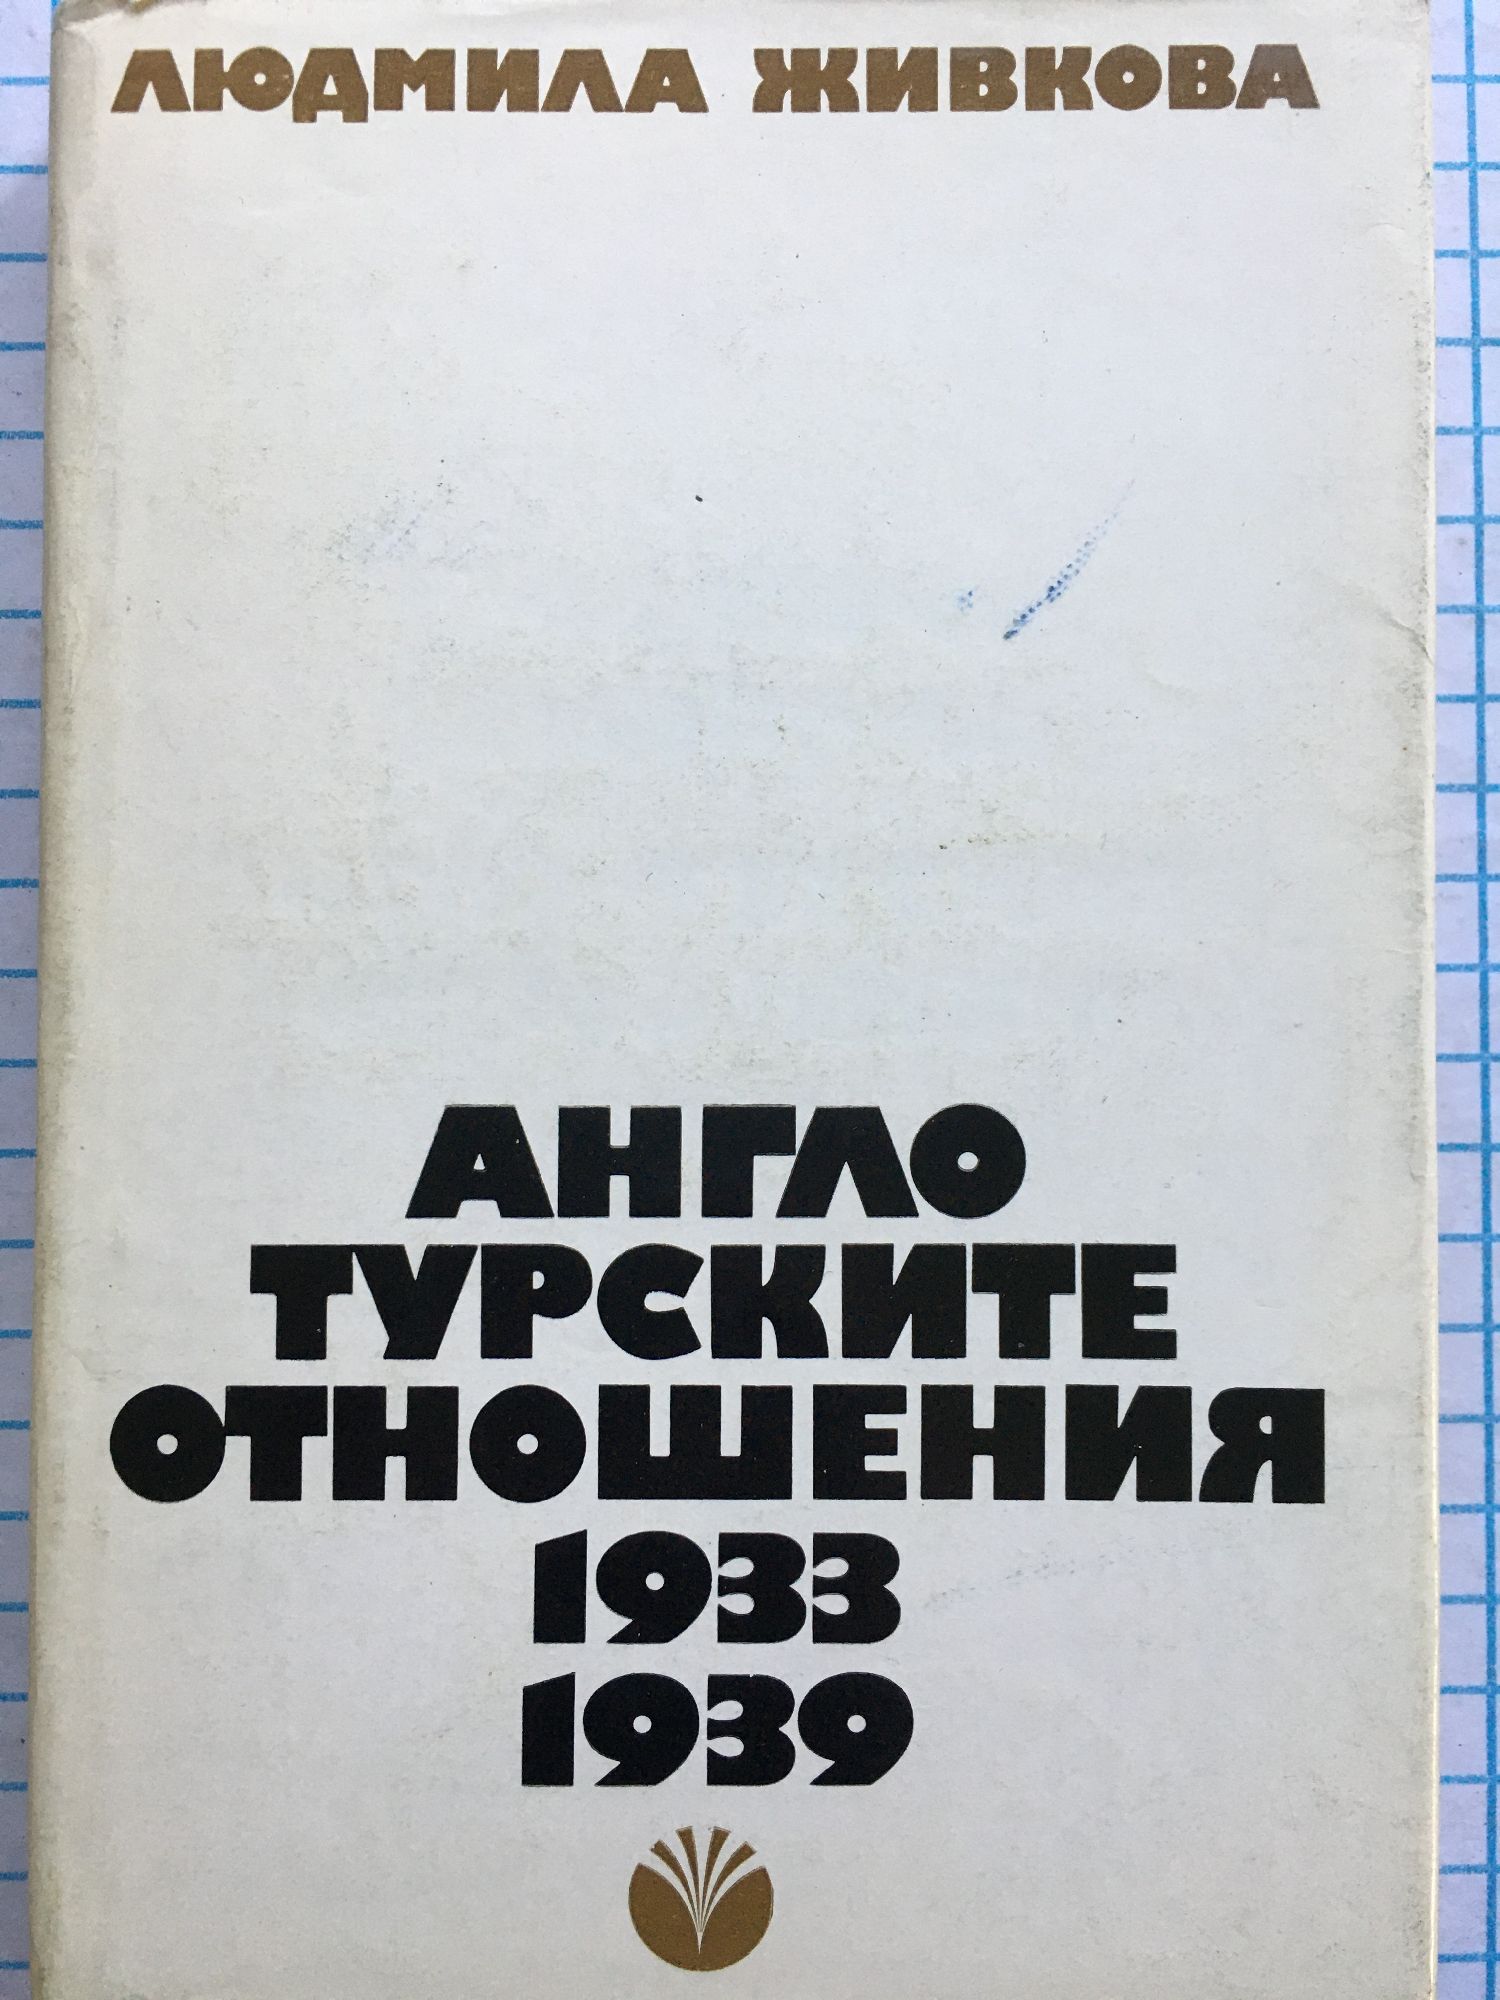 ЛЮДМИЛА ЖИВКОВА
АНГЛО
ТУРСКИТЕ
ОТНОШЕНИЯ
1933
1939